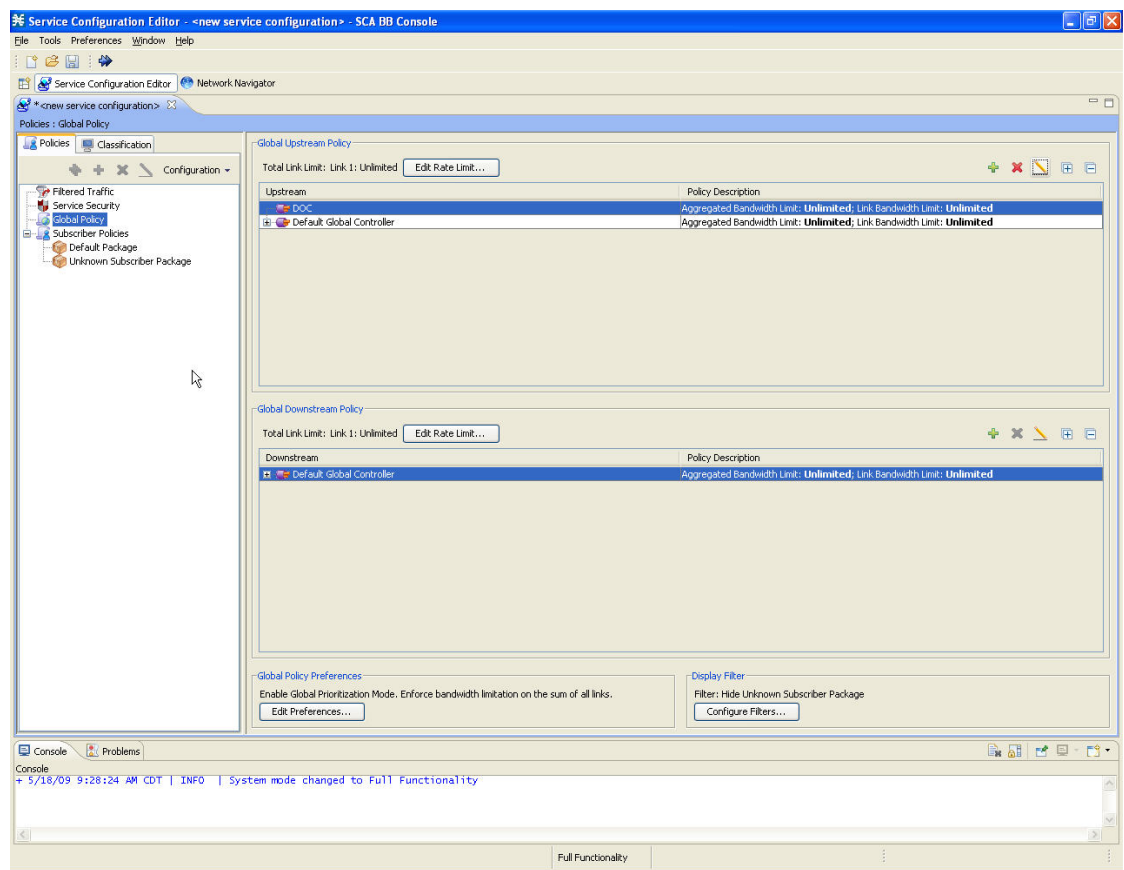 Service Configuration Editor - <new service configuration> - SCA BB Console
File Tools Preferences Window Help
Service Configuration Editor Network Navigator
*<new service configuration>
Policies : Global Policy
Policies Classification
Configuration
Filtered Traffic
Service Security
Global Policy
Subscriber Policies
Default Package
Unknown Subscriber Package
Global Upstream Policy
Total Link Limit: Link 1: Unlimited Edit Rate Limit...
Upstream Policy Description
DOC Aggregated Bandwidth Limit: Unlimited; Link Bandwidth Limit: Unlimited
Default Global Controller Aggregated Bandwidth Limit: Unlimited; Link Bandwidth Limit: Unlimited
Global Downstream Policy
Total Link Limit: Link 1: Unlimited Edit Rate Limit...
Downstream Policy Description
Default Global Controller Aggregated Bandwidth Limit: Unlimited; Link Bandwidth Limit: Unlimited
Global Policy Preferences
Enable Global Prioritization Mode. Enforce bandwidth limitation on the sum of all links.
Edit Preferences...
Display Filter
Filter: Hide Unknown Subscriber Package
Configure Filters...
Console Problems
Console
+ 5/18/09 9:28:24 AM CDT | INFO | System mode changed to Full Functionality
Full Functionality